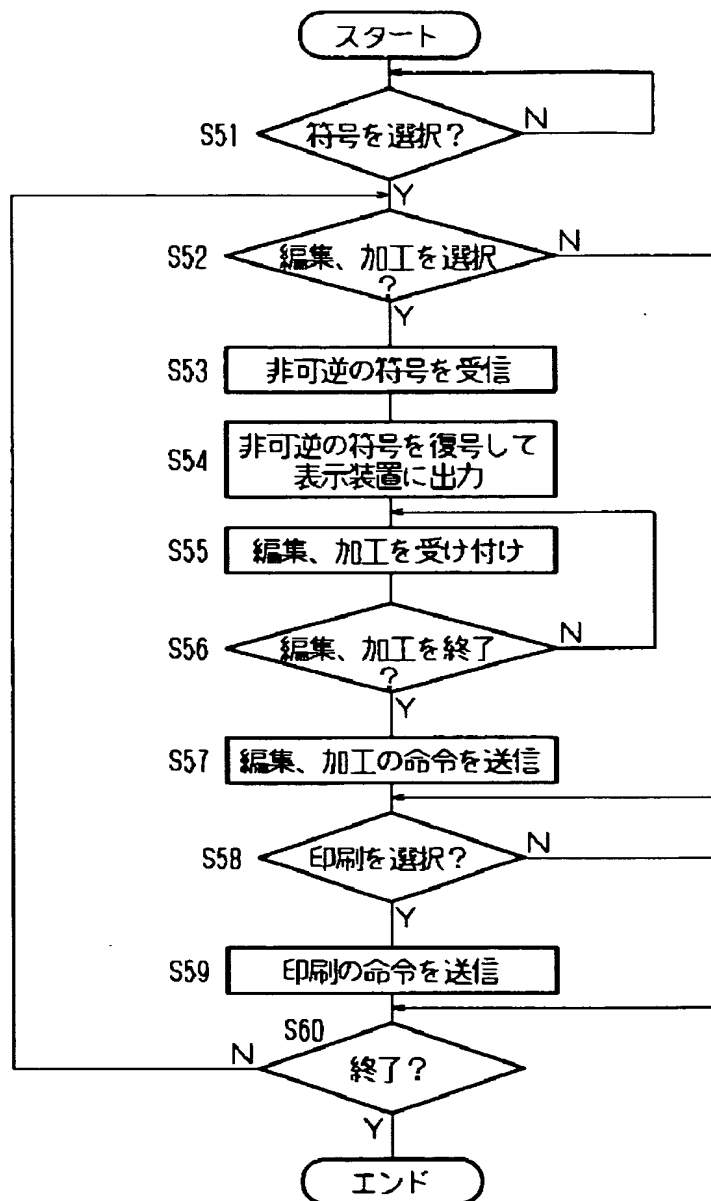 スタート
S51
符号を選択?
N
Y
S52
編集、加工を選択
?
N
Y
S53
非可逆の符号を受信
S54
非可逆の符号を復号して
表示装置に出力
S55
編集、加工を受け付け
S56
編集、加工を終了
?
N
Y
S57
編集、加工の命令を送信
S58
印刷を選択?
N
Y
S59
印刷の命令を送信
S60
終了?
N
Y
エンド